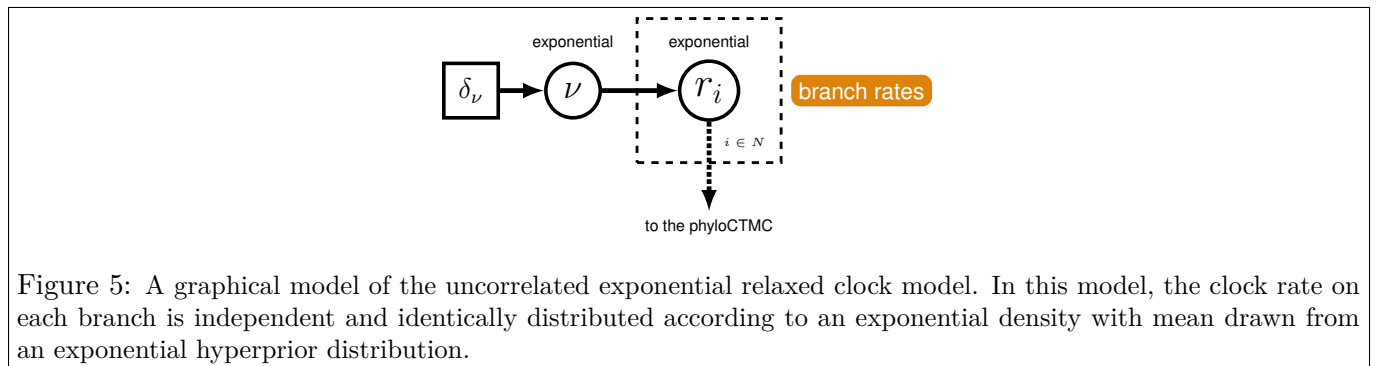 exponential exponential
δ_ν ν r_i branch rates
i ∈ N
to the phyloCTMC
Figure 5: A graphical model of the uncorrelated exponential relaxed clock model. In this model, the clock rate on
each branch is independent and identically distributed according to an exponential density with mean drawn from
an exponential hyperprior distribution.